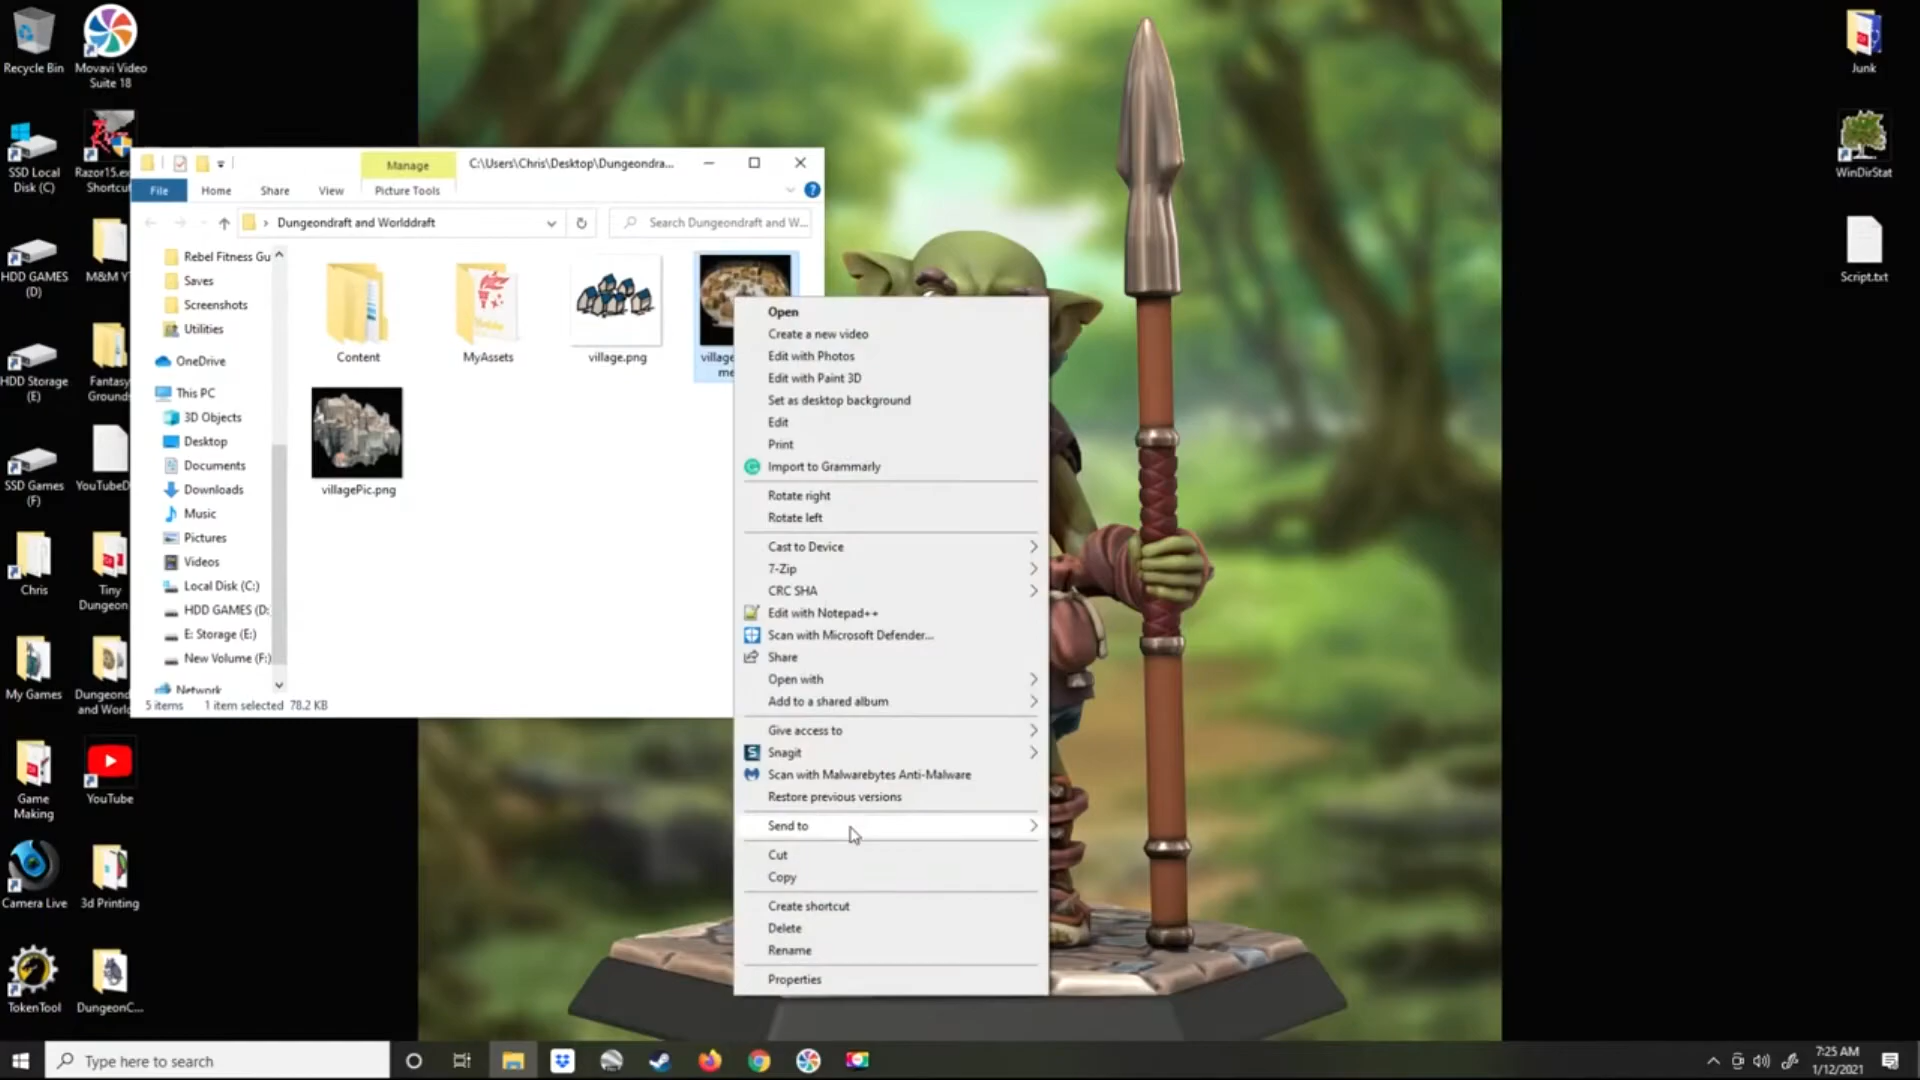 Recycle Bin
Movavi Video
Suite 18
SSD Local
Disk (C)
Razor15.ex
Shortcu
HDD GAMES
(D)
M&M Y
HDD Storage
(E)
Fantasy
Ground
SSD Games
(F)
YouTubeD
Chris
Tiny
Dungeon
My Games
Dungeond
and World
Game
Making
YouTube
Camera Live
3d Printing
TokenTool
DungeonC...
Manage
C:\Users\Chris\Desktop\Dungeondra...
File
Home
Share
View
Picture Tools
Dungeondraft and Worlddraft
Search Dungeondraft and W...
Rebel Fitness Gu
Saves
Screenshots
Utilities
OneDrive
This PC
3D Objects
Desktop
Documents
Downloads
Music
Pictures
Videos
Local Disk (C:)
HDD GAMES (D:
E: Storage (E:)
New Volume (F:)
Network
Content
MyAssets
village.png
village
me
villagePic.png
5 items
1 item selected 78.2 KB
Open
Create a new video
Edit with Photos
Edit with Paint 3D
Set as desktop background
Edit
Print
Import to Grammarly
Rotate right
Rotate left
Cast to Device
7-Zip
CRC SHA
Edit with Notepad++
Scan with Microsoft Defender...
Share
Open with
Add to a shared album
Give access to
Snagit
Scan with Malwarebytes Anti-Malware
Restore previous versions
Send to
Cut
Copy
Create shortcut
Delete
Rename
Properties
Junk
WinDirStat
Script.txt
Type here to search
7:25 AM
1/12/2021